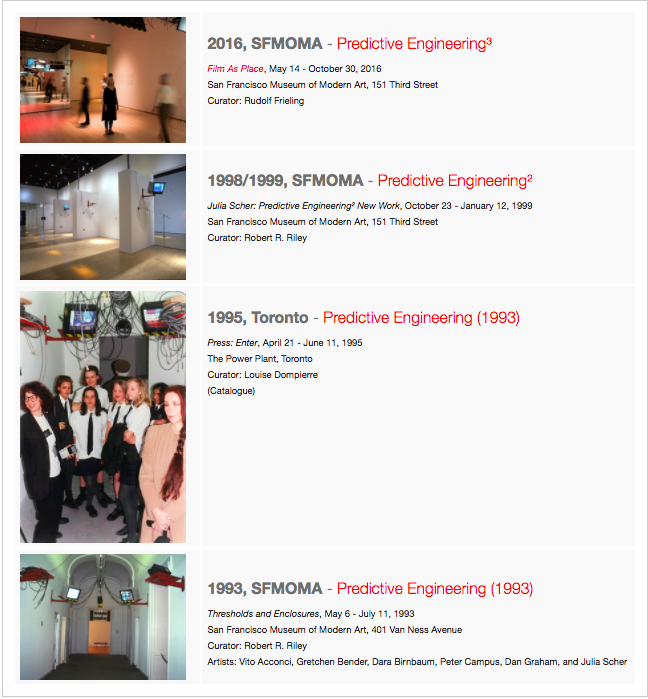 2016, SFMOMA - Predictive Engineering³
Film As Place, May 14 - October 30, 2016
San Francisco Museum of Modern Art, 151 Third Street
Curator: Rudolf Frieling
1998/1999, SFMOMA - Predictive Engineering²
Julia Scher: Predictive Engineering² New Work, October 23 - January 12, 1999
San Francisco Museum of Modern Art, 151 Third Street
Curator: Robert R. Riley
1995, Toronto - Predictive Engineering (1993)
Press: Enter, April 21 - June 11, 1995
The Power Plant, Toronto
Curator: Louise Dompierre
(Catalogue)
1993, SFMOMA - Predictive Engineering (1993)
Thresholds and Enclosures, May 6 - July 11, 1993
San Francisco Museum of Modern Art, 401 Van Ness Avenue
Curator: Robert R. Riley
Artists: Vito Acconci, Gretchen Bender, Dara Birnbaum, Peter Campus, Dan Graham, and Julia Scher